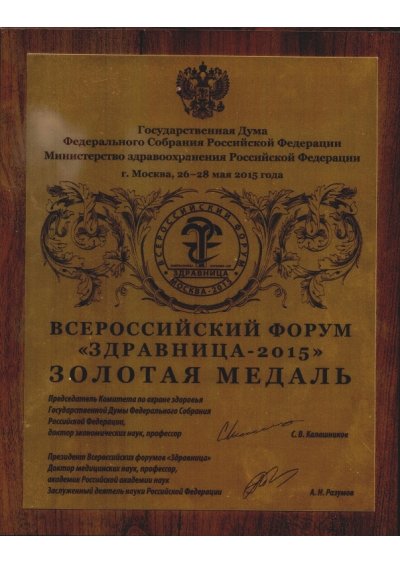 Государственная Дума
Федерального Собрания Российской Федерации
Министерство здравоохранения Российской Федерации
г. Москва, 26–28 мая 2015 года
ВСЕРОССИЙСКИЙ ФОРУМ
ЗДРАВНИЦА
МОСКВА-2015
ВСЕРОССИЙСКИЙ ФОРУМ
«ЗДРАВНИЦА-2015»
ЗОЛОТАЯ МЕДАЛЬ
Председатель Комитета по охране здоровья
Государственной Думы Федерального Собрания
Российской Федерации,
доктор экономических наук, профессор
С. В. Калашников
Президент Всероссийских форумов «Здравница»
Доктор медицинских наук, профессор,
академик Российской академии наук
Заслуженный деятель науки Российской Федерации
А. Н. Разумов